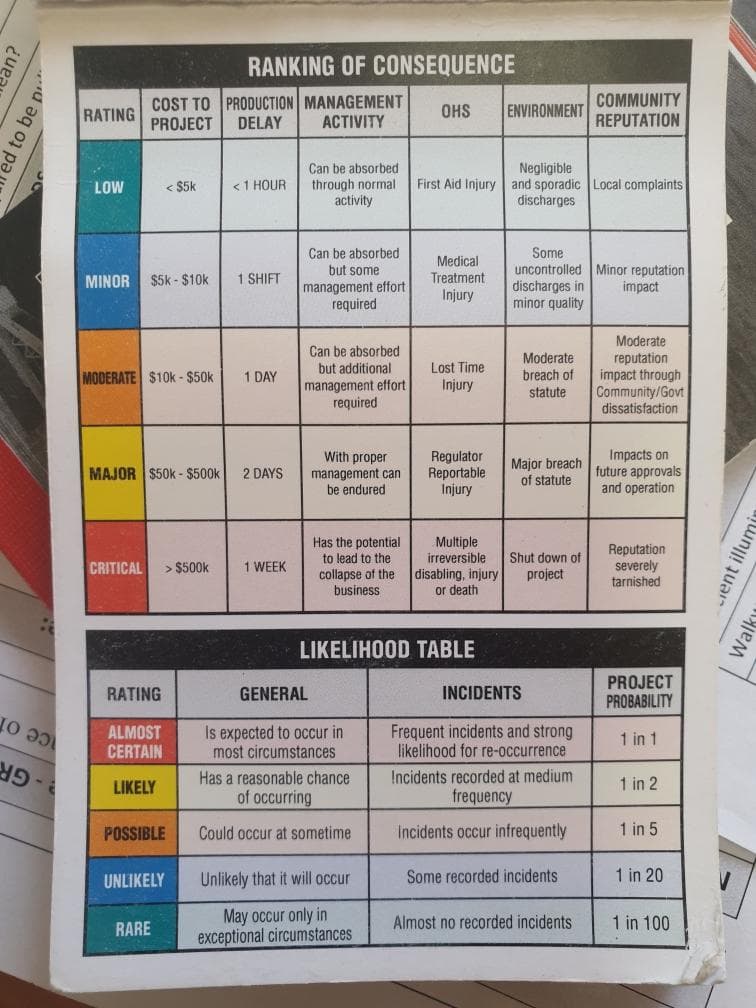 RANKING OF CONSEQUENCE
RATING
COST TO
PROJECT
PRODUCTION
DELAY
MANAGEMENT
ACTIVITY
OHS
ENVIRONMENT
COMMUNITY
REPUTATION
LOW
< $5k
< 1 HOUR
Can be absorbed
through normal
activity
First Aid Injury
Negligible
and sporadic
discharges
Local complaints
MINOR
$5k - $10k
1 SHIFT
Can be absorbed
but some
management effort
required
Medical
Treatment
Injury
Some
uncontrolled
discharges in
minor quality
Minor reputation
impact
MODERATE
$10k - $50k
1 DAY
Can be absorbed
but additional
management effort
required
Lost Time
Injury
Moderate
breach of
statute
Moderate
reputation
impact through
Community/Govt
dissatisfaction
MAJOR
$50k - $500k
2 DAYS
With proper
management can
be endured
Regulator
Reportable
Injury
Major breach
of statute
Impacts on
future approvals
and operation
CRITICAL
> $500k
1 WEEK
Has the potential
to lead to the
collapse of the
business
Multiple
irreversible
disabling, injury
or death
Shut down of
project
Reputation
severely
tarnished
LIKELIHOOD TABLE
RATING
GENERAL
INCIDENTS
PROJECT
PROBABILITY
ALMOST
CERTAIN
Is expected to occur in
most circumstances
Frequent incidents and strong
likelihood for re-occurrence
1 in 1
LIKELY
Has a reasonable chance
of occurring
Incidents recorded at medium
frequency
1 in 2
POSSIBLE
Could occur at sometime
Incidents occur infrequently
1 in 5
UNLIKELY
Unlikely that it will occur
Some recorded incidents
1 in 20
RARE
May occur only in
exceptional circumstances
Almost no recorded incidents
1 in 100
to be